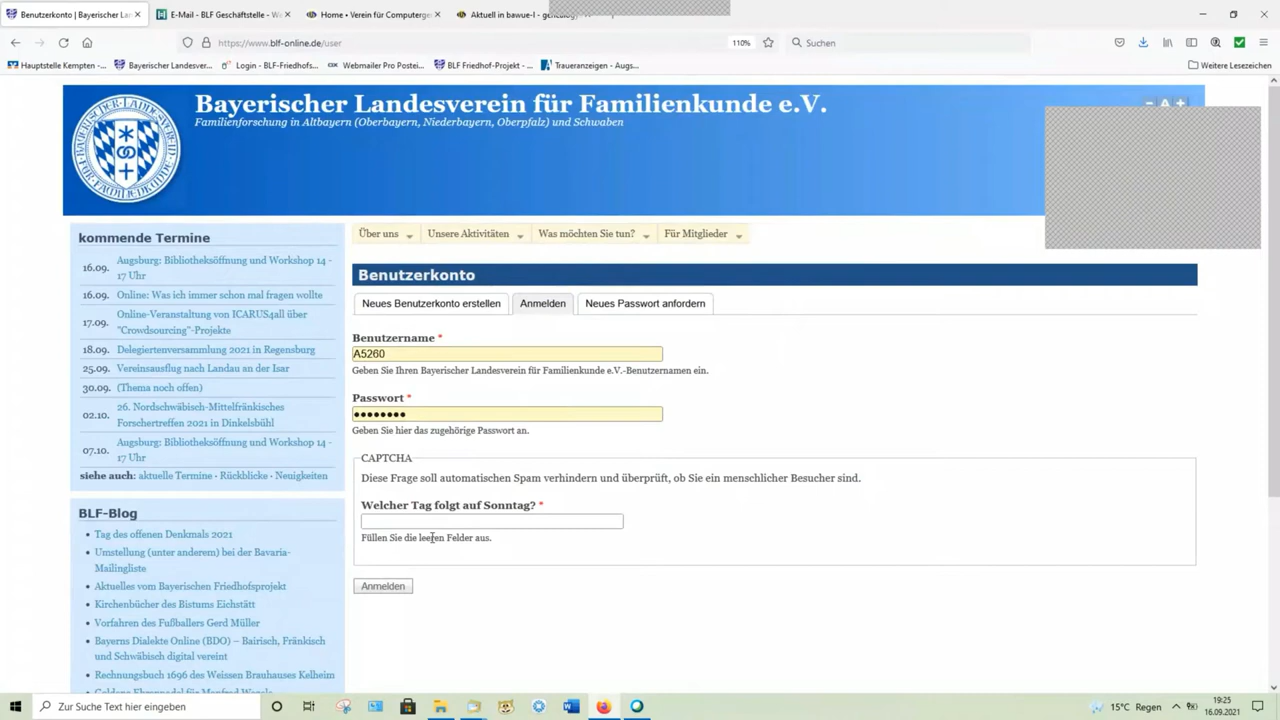 Benutzerkonto | Bayerischer La
E-Mail - BLF Geschäftstelle - W
Home • Verein für Computerge
Aktuell in bawue-l - geneal
https://www.blf-online.de/user
110%
Suchen
Hauptstelle Kempten -...
Bayerischer Landesver...
Login - BLF-Friedhofs...
ox Webmailer Pro Postei...
BLF Friedhof-Projekt - ...
Traueranzeigen - Augs...
Weitere Lesezeichen
Bayerischer Landesverein für Familienkunde e.V.
Familienforschung in Altbayern (Oberbayern, Niederbayern, Oberpfalz) und Schwaben
- A +
BAYERISCHER LANDESVEREIN FÜR FAMILIENKUNDE
kommende Termine
16.09. Augsburg: Bibliotheksöffnung und Workshop 14 -
17 Uhr
16.09. Online: Was ich immer schon mal fragen wollte
17.09. Online-Veranstaltung von ICARUS4all über
"Crowdsourcing"-Projekte
18.09. Delegiertenversammlung 2021 in Regensburg
25.09. Vereinsausflug nach Landau an der Isar
30.09. (Thema noch offen)
02.10. 26. Nordschwäbisch-Mittelfränkisches
Forschertreffen 2021 in Dinkelsbühl
07.10. Augsburg: Bibliotheksöffnung und Workshop 14 -
17 Uhr
siehe auch: aktuelle Termine · Rückblicke · Neuigkeiten
BLF-Blog
Tag des offenen Denkmals 2021
Umstellung (unter anderem) bei der Bavaria-
Mailingliste
Aktuelles vom Bayerischen Friedhofsprojekt
Kirchenbücher des Bistums Eichstätt
Vorfahren des Fußballers Gerd Müller
Bayerns Dialekte Online (BDO) – Bairisch, Fränkisch
und Schwäbisch digital vereint
Rechnungsbuch 1696 des Weissen Brauhauses Kelheim
Goldene Ehrennadel für Manfred Wegele
Über uns
Unsere Aktivitäten
Was möchten Sie tun?
Für Mitglieder
Benutzerkonto
Neues Benutzerkonto erstellen
Anmelden
Neues Passwort anfordern
Benutzername *
A5260
Geben Sie Ihren Bayerischer Landesverein für Familienkunde e.V.-Benutzernamen ein.
Passwort *
●●●●●●●●
Geben Sie hier das zugehörige Passwort an.
CAPTCHA
Diese Frage soll automatischen Spam verhindern und überprüft, ob Sie ein menschlicher Besucher sind.
Welcher Tag folgt auf Sonntag? *
Füllen Sie die leeren Felder aus.
Anmelden
Zur Suche Text hier eingeben
15°C Regen
19:25
16.09.2021